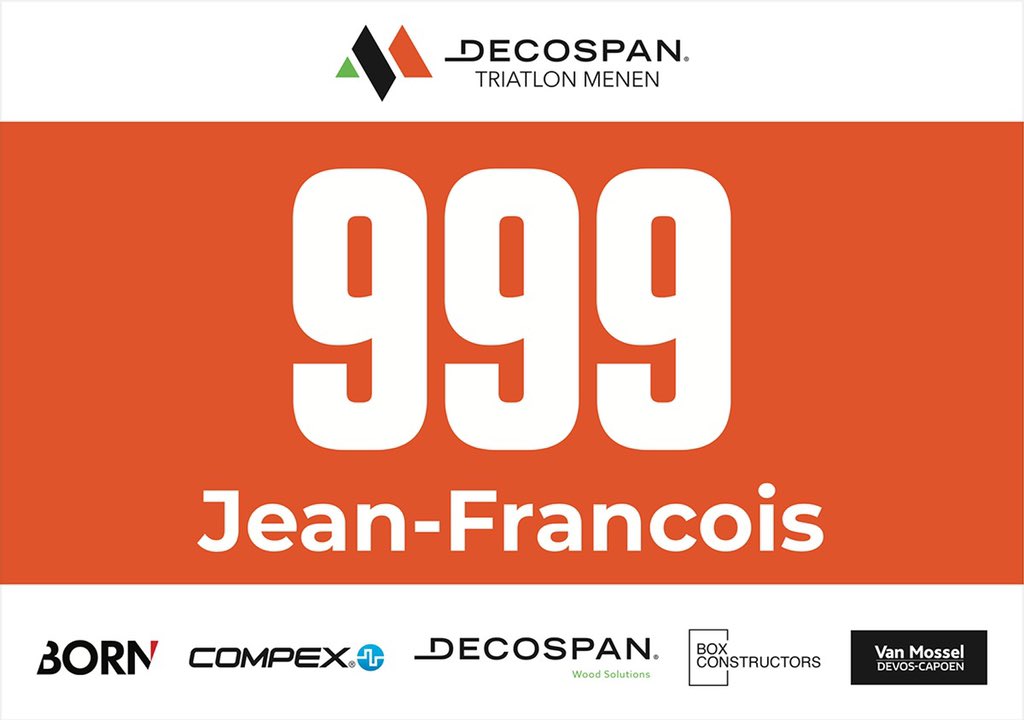 DECOSPAN®
TRIATLON MENEN
999
Jean-Francois
BORN
COMPEX®
DECOSPAN®
Wood Solutions
BOX
CONSTRUCTORS
Van Mossel
DEVOS-CAPOEN